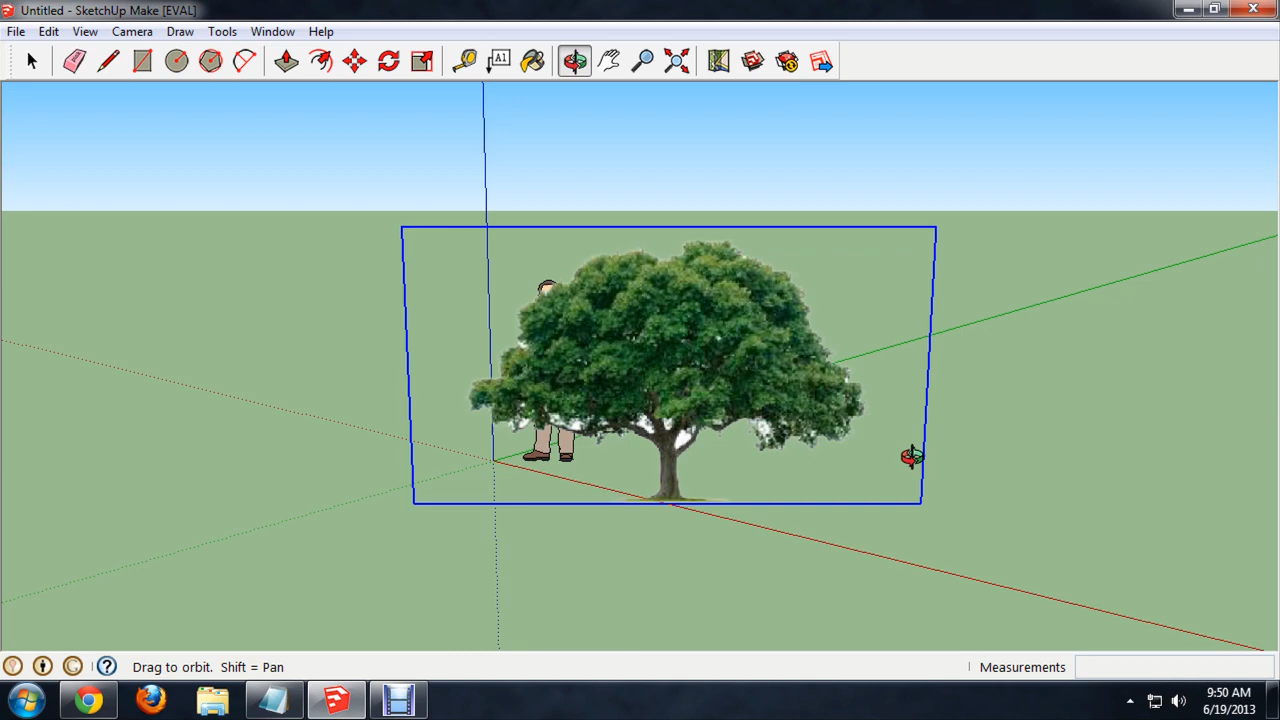 Untitled - SketchUp Make [EVAL]
File Edit View Camera Draw Tools Window Help
A1
Drag to orbit. Shift = Pan
Measurements
9:50 AM
6/19/2013